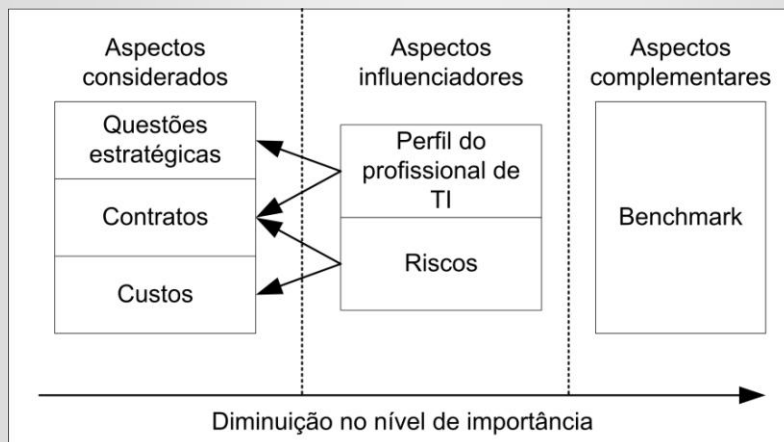 Aspectos
considerados
Aspectos
influenciadores
Aspectos
complementares
Questões
estratégicas
Contratos
Custos
Perfil do
profissional de
TI
Riscos
Benchmark
Diminuição no nível de importância